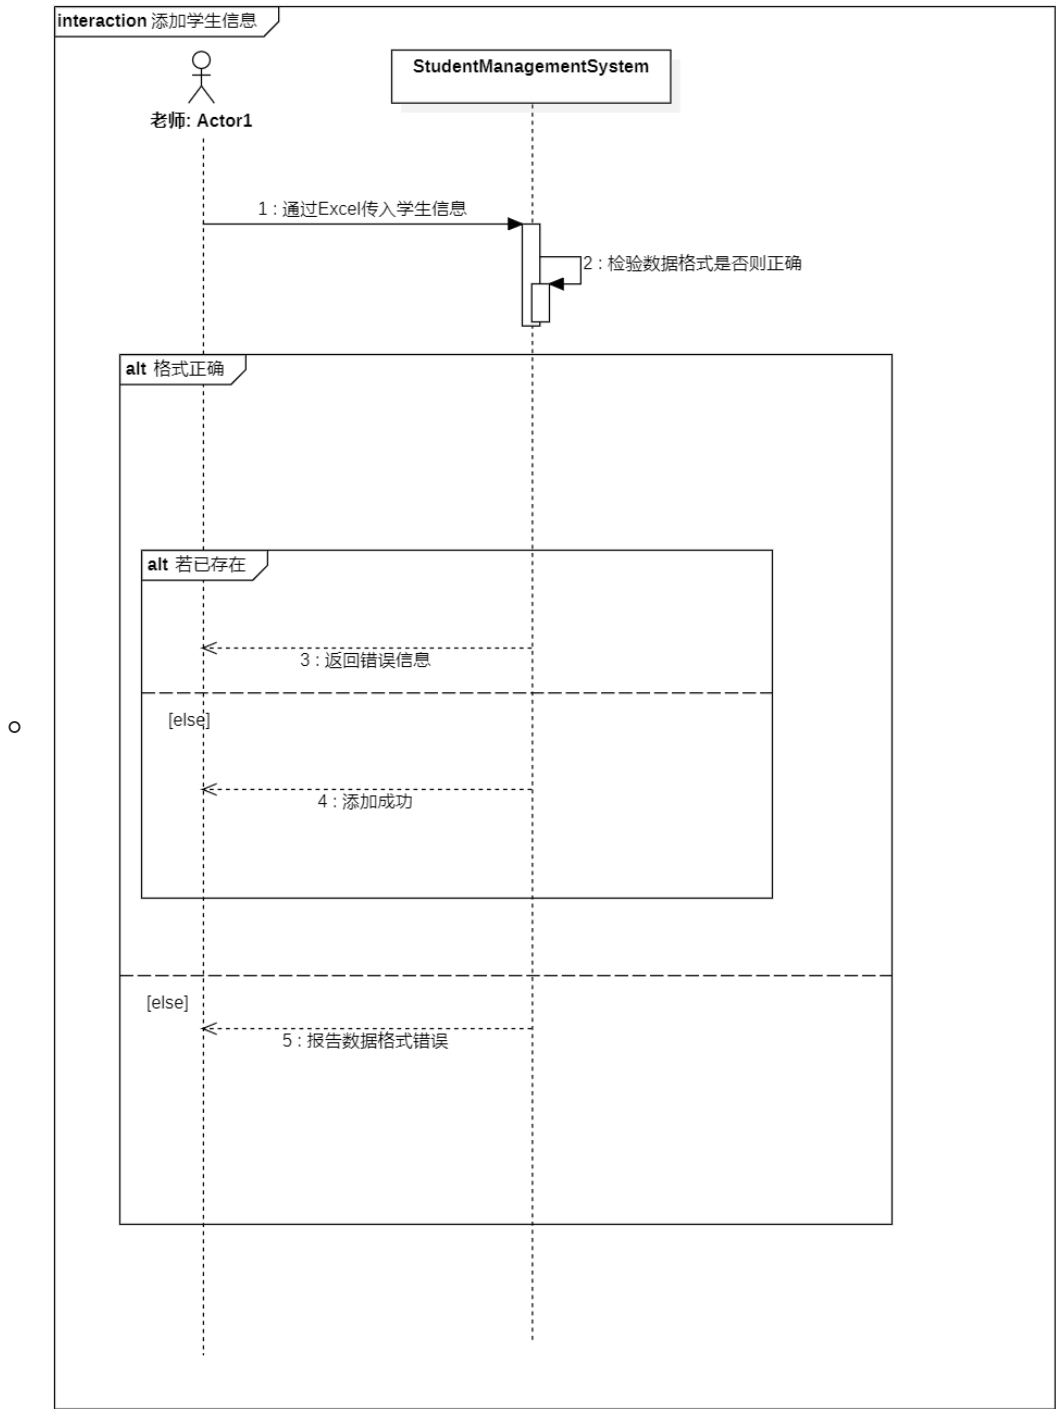 interaction 添加学生信息
StudentManagementSystem
老师: Actor1
1 : 通过Excel传入学生信息
2 : 检验数据格式是否则正确
alt 格式正确
alt 若已存在
3 : 返回错误信息
[else]
4 : 添加成功
[else]
5 : 报告数据格式错误